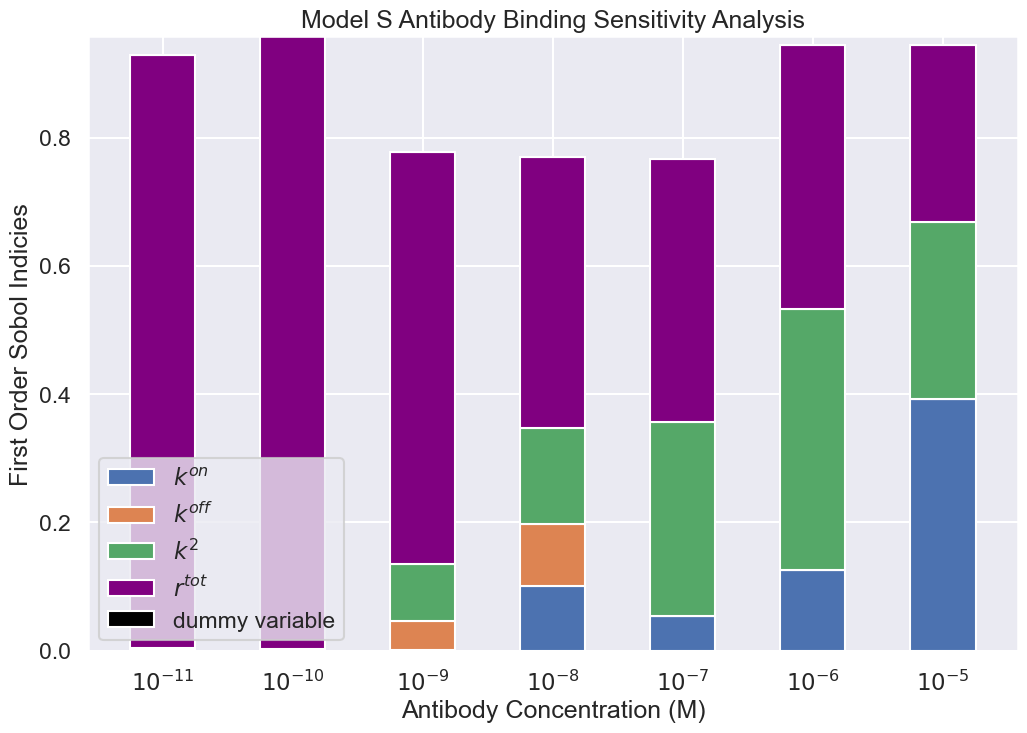 Model S Antibody Binding Sensitivity Analysis
First Order Sobol Indicies
0.8
0.6
0.4
0.2
0.0
k^{on}
k^{off}
k^{2}
r^{tot}
dummy variable
10^{-11} 10^{-10} 10^{-9} 10^{-8} 10^{-7} 10^{-6} 10^{-5}
Antibody Concentration (M)